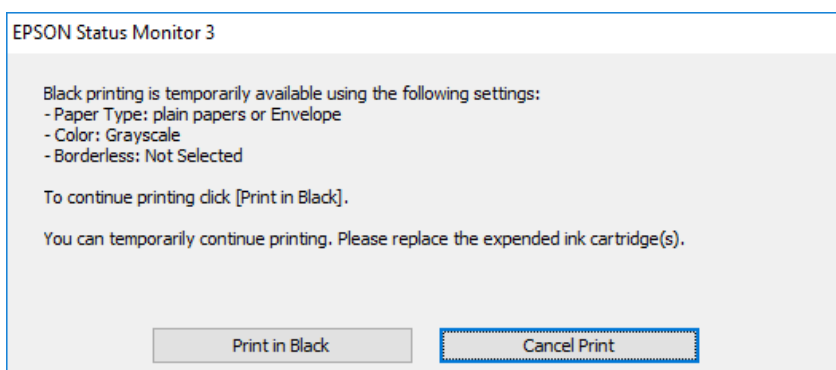 EPSON Status Monitor 3
Black printing is temporarily available using the following settings:
- Paper Type: plain papers or Envelope
- Color: Grayscale
- Borderless: Not Selected
To continue printing click [Print in Black].
You can temporarily continue printing. Please replace the expended ink cartridge(s).
Print in Black
Cancel Print